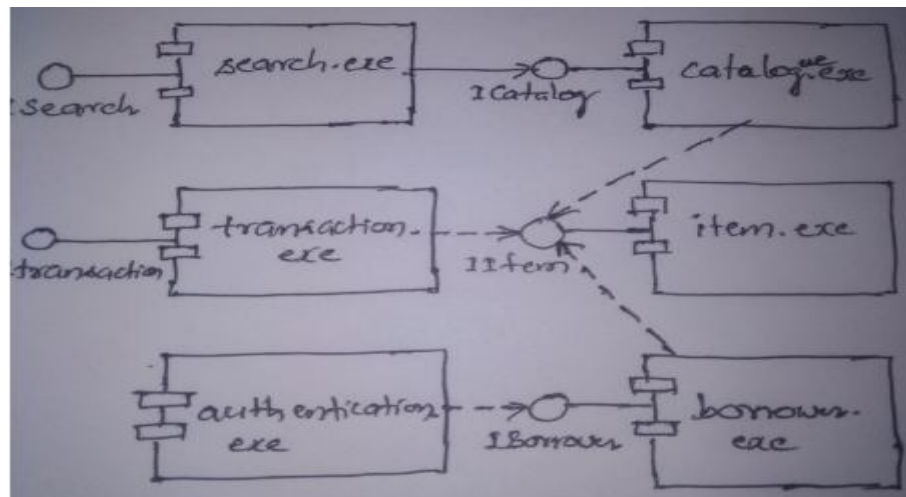 search.exe
catalogue.exe
Isearch
ICatalog
transaction.
exe
item.exe
transaction
IItem
authentication.
exe
borrower.
exe
IBorrower